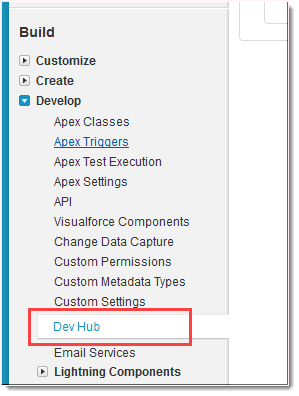 Build
Customize
Create
Develop
Apex Classes
Apex Triggers
Apex Test Execution
Apex Settings
API
Visualforce Components
Change Data Capture
Custom Permissions
Custom Metadata Types
Custom Settings
Dev Hub
Email Services
Lightning Components